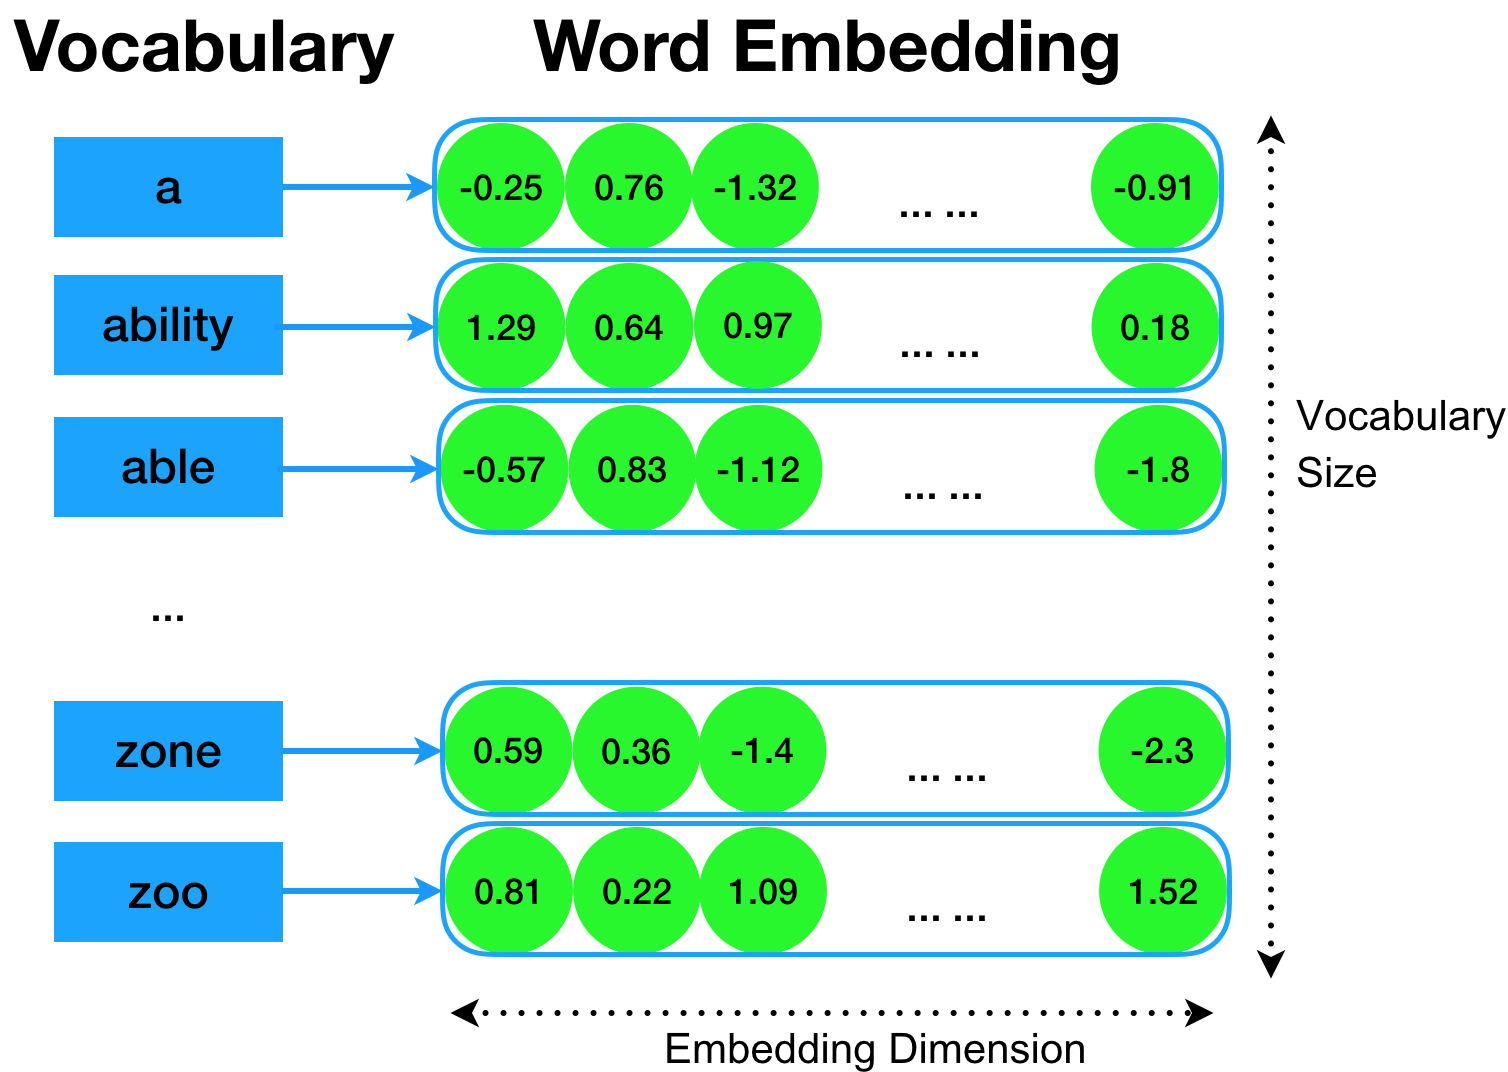 Vocabulary Word Embedding
a -0.25 0.76 -1.32 ... ... -0.91
ability 1.29 0.64 0.97 ... ... 0.18
able -0.57 0.83 -1.12 ... ... -1.8
Vocabulary
Size
...
zone 0.59 0.36 -1.4 ... ... -2.3
zoo 0.81 0.22 1.09 ... ... 1.52
Embedding Dimension